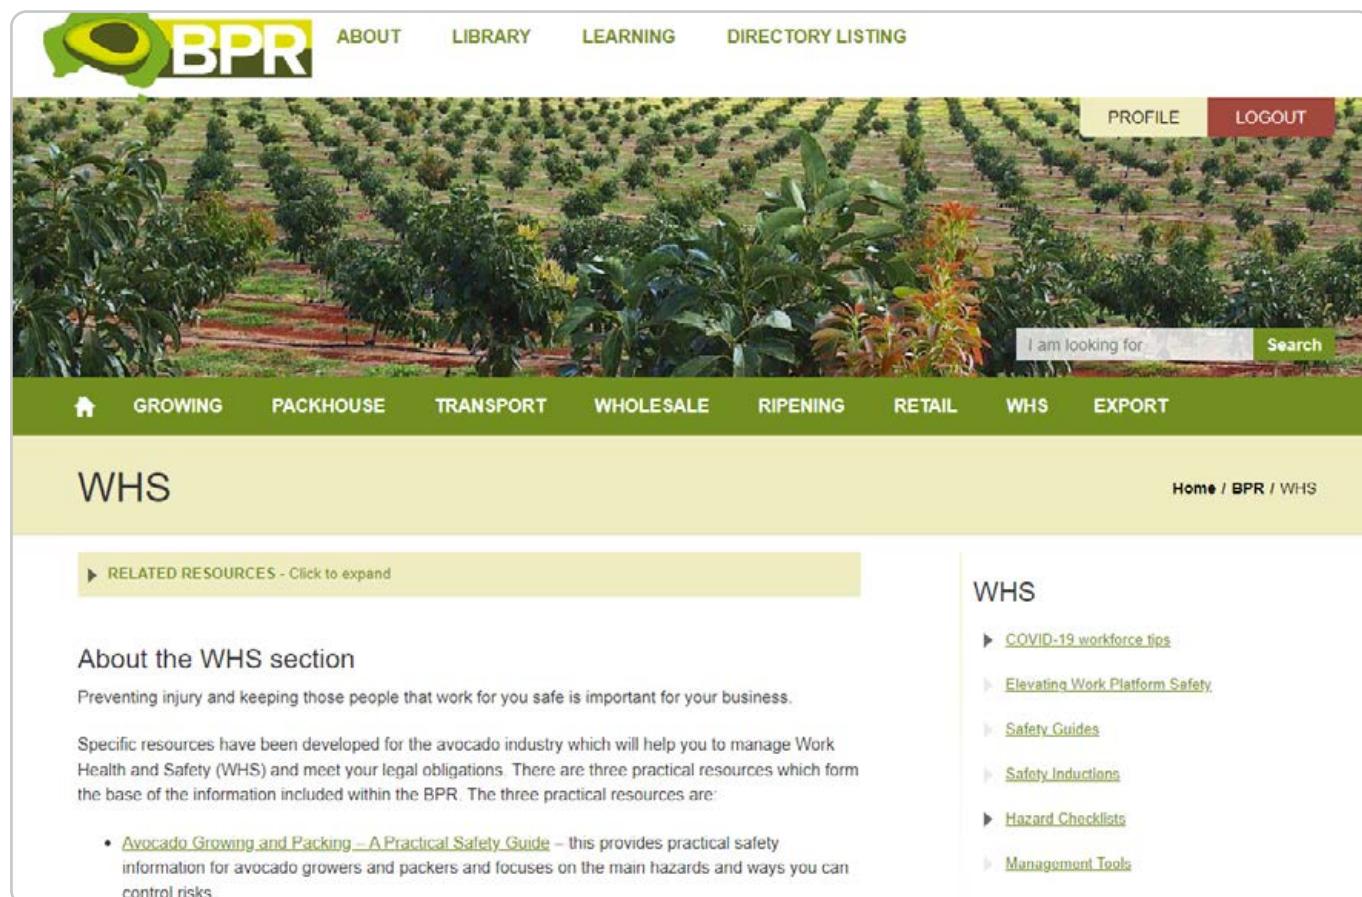 BPR
ABOUT LIBRARY LEARNING DIRECTORY LISTING
PROFILE LOGOUT
I am looking for Search
GROWING PACKHOUSE TRANSPORT WHOLESALE RIPENING RETAIL WHS EXPORT
WHS
Home / BPR / WHS
RELATED RESOURCES - Click to expand
About the WHS section
Preventing injury and keeping those people that work for you safe is important for your business.
Specific resources have been developed for the avocado industry which will help you to manage Work
Health and Safety (WHS) and meet your legal obligations. There are three practical resources which form
the base of the information included within the BPR. The three practical resources are:
• Avocado Growing and Packing – A Practical Safety Guide – this provides practical safety
information for avocado growers and packers and focuses on the main hazards and ways you can
control risks.
WHS
COVID-19 workforce tips
Elevating Work Platform Safety
Safety Guides
Safety Inductions
Hazard Checklists
Management Tools